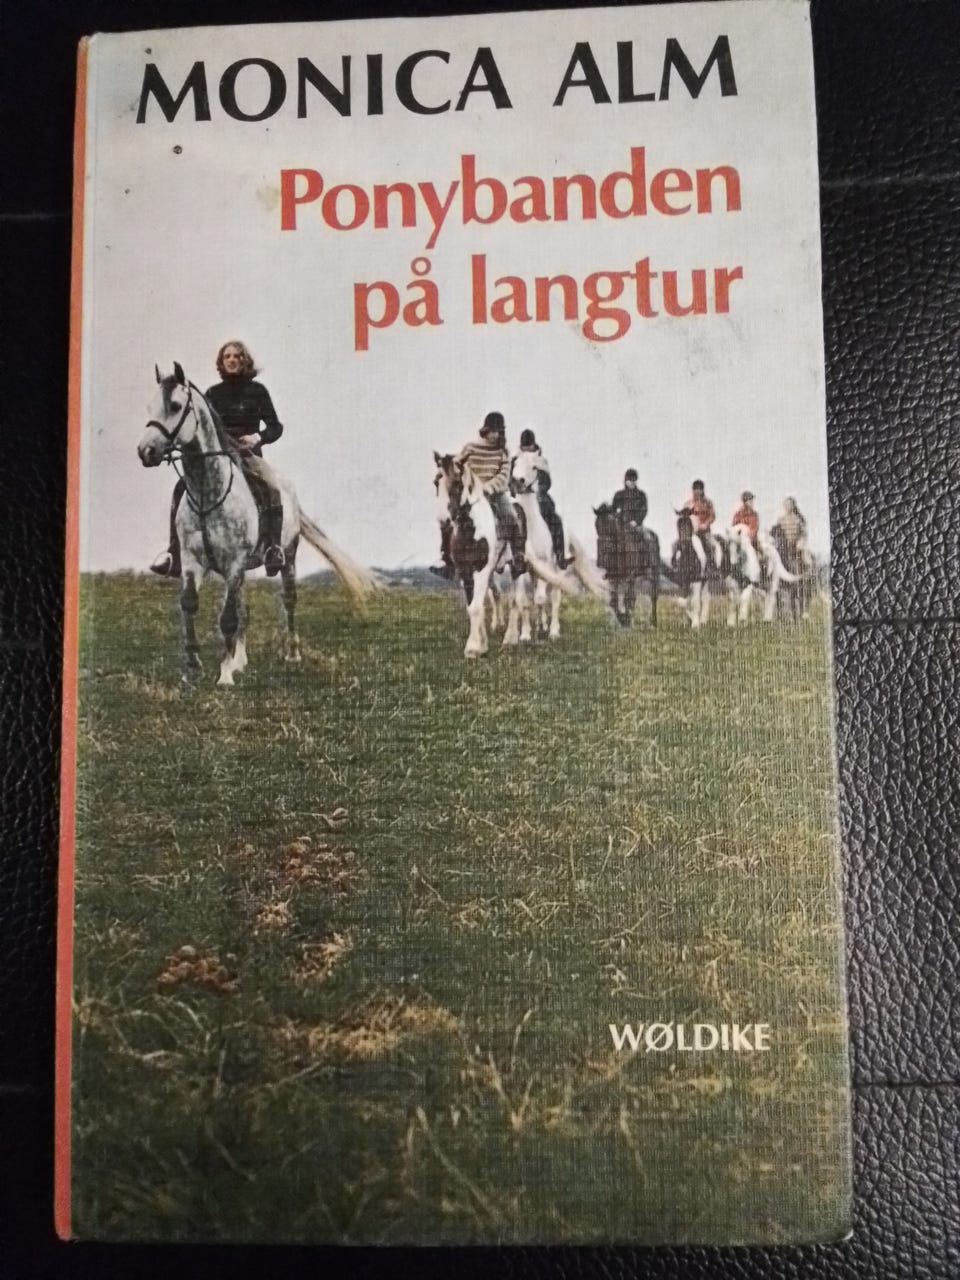 MONICA ALM
Ponybanden
på langtur
WØLDIKE